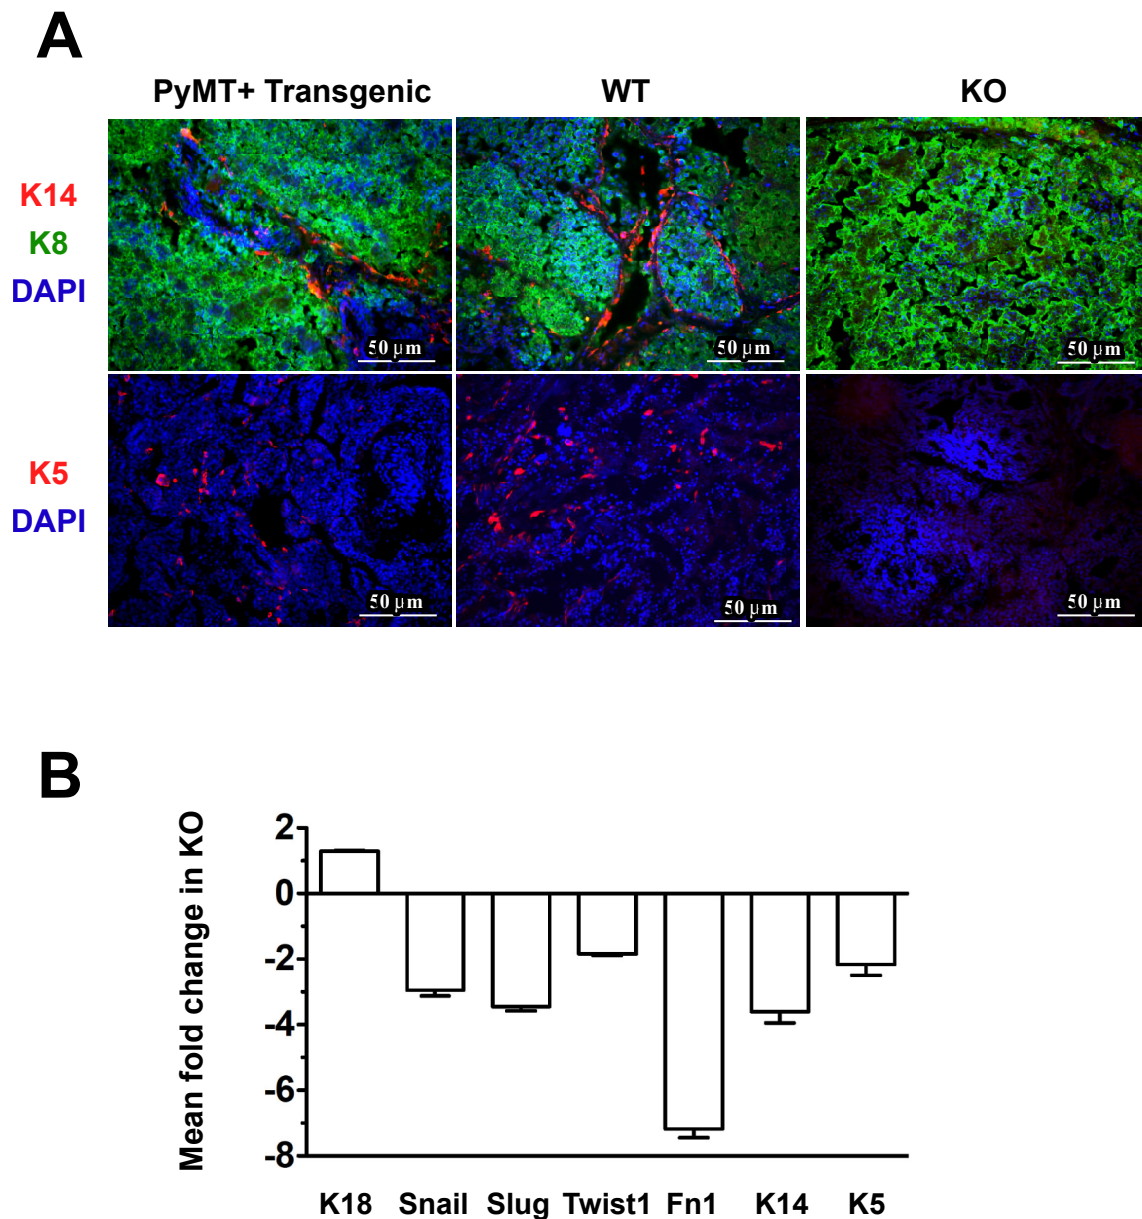 A
PyMT+ Transgenic WT KO
K14
K8
DAPI
50 µm 50 µm 50 µm
K5
DAPI
50 µm 50 µm 50 µm
B
Mean fold change in KO
2
0
-2
-4
-6
-8
K18 Snail Slug Twist1 Fn1 K14 K5